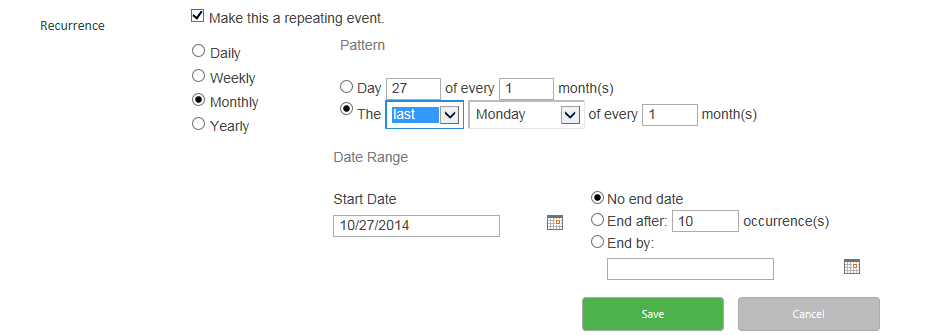 Recurrence
Make this a repeating event.
Daily
Weekly
Monthly
Yearly
Pattern
Day 27 of every 1 month(s)
The last Monday of every 1 month(s)
Date Range
Start Date
10/27/2014
No end date
End after: 10 occurrence(s)
End by:
Save Cancel